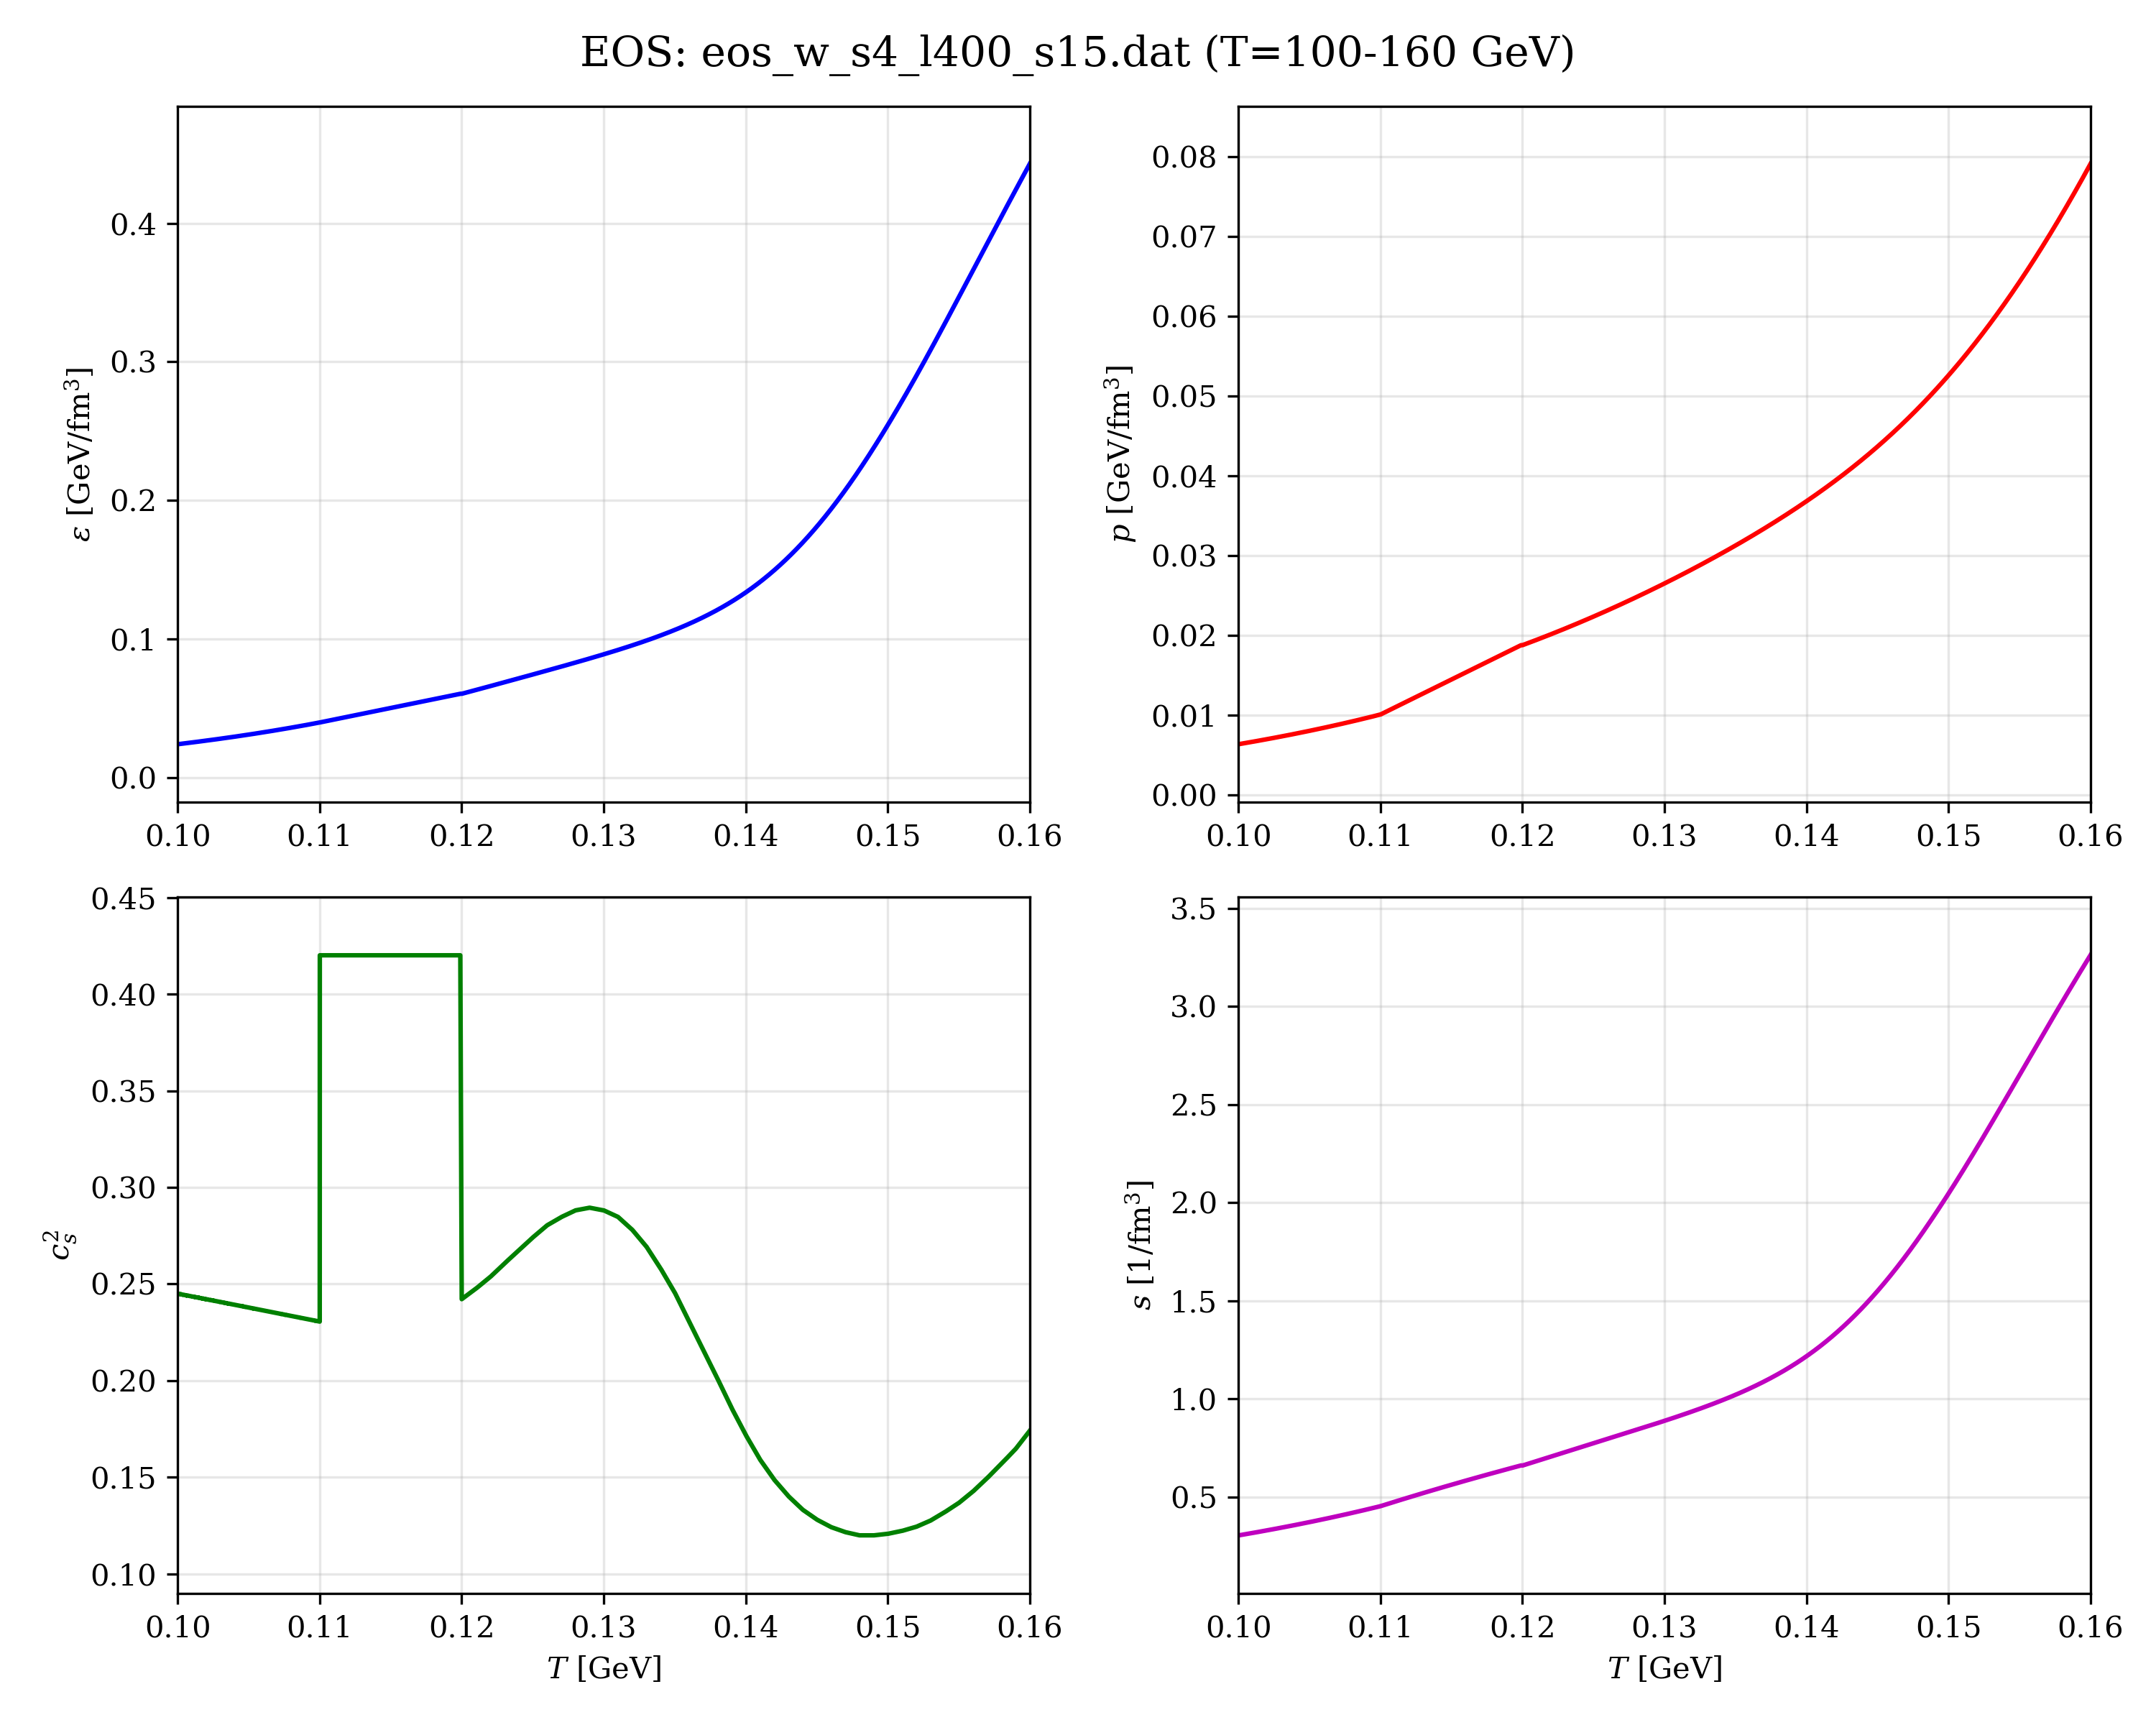 EOS: eos_w_s4_l400_s15.dat (T=100-160 GeV)
ε [GeV/fm³]
0.4
0.3
0.2
0.1
0.0
0.10 0.11 0.12 0.13 0.14 0.15 0.16
p [GeV/fm³]
0.08
0.07
0.06
0.05
0.04
0.03
0.02
0.01
0.00
0.10 0.11 0.12 0.13 0.14 0.15 0.16
c_s^2
0.45
0.40
0.35
0.30
0.25
0.20
0.15
0.10
0.10 0.11 0.12 0.13 0.14 0.15 0.16
T [GeV]
s [1/fm³]
3.5
3.0
2.5
2.0
1.5
1.0
0.5
0.10 0.11 0.12 0.13 0.14 0.15 0.16
T [GeV]